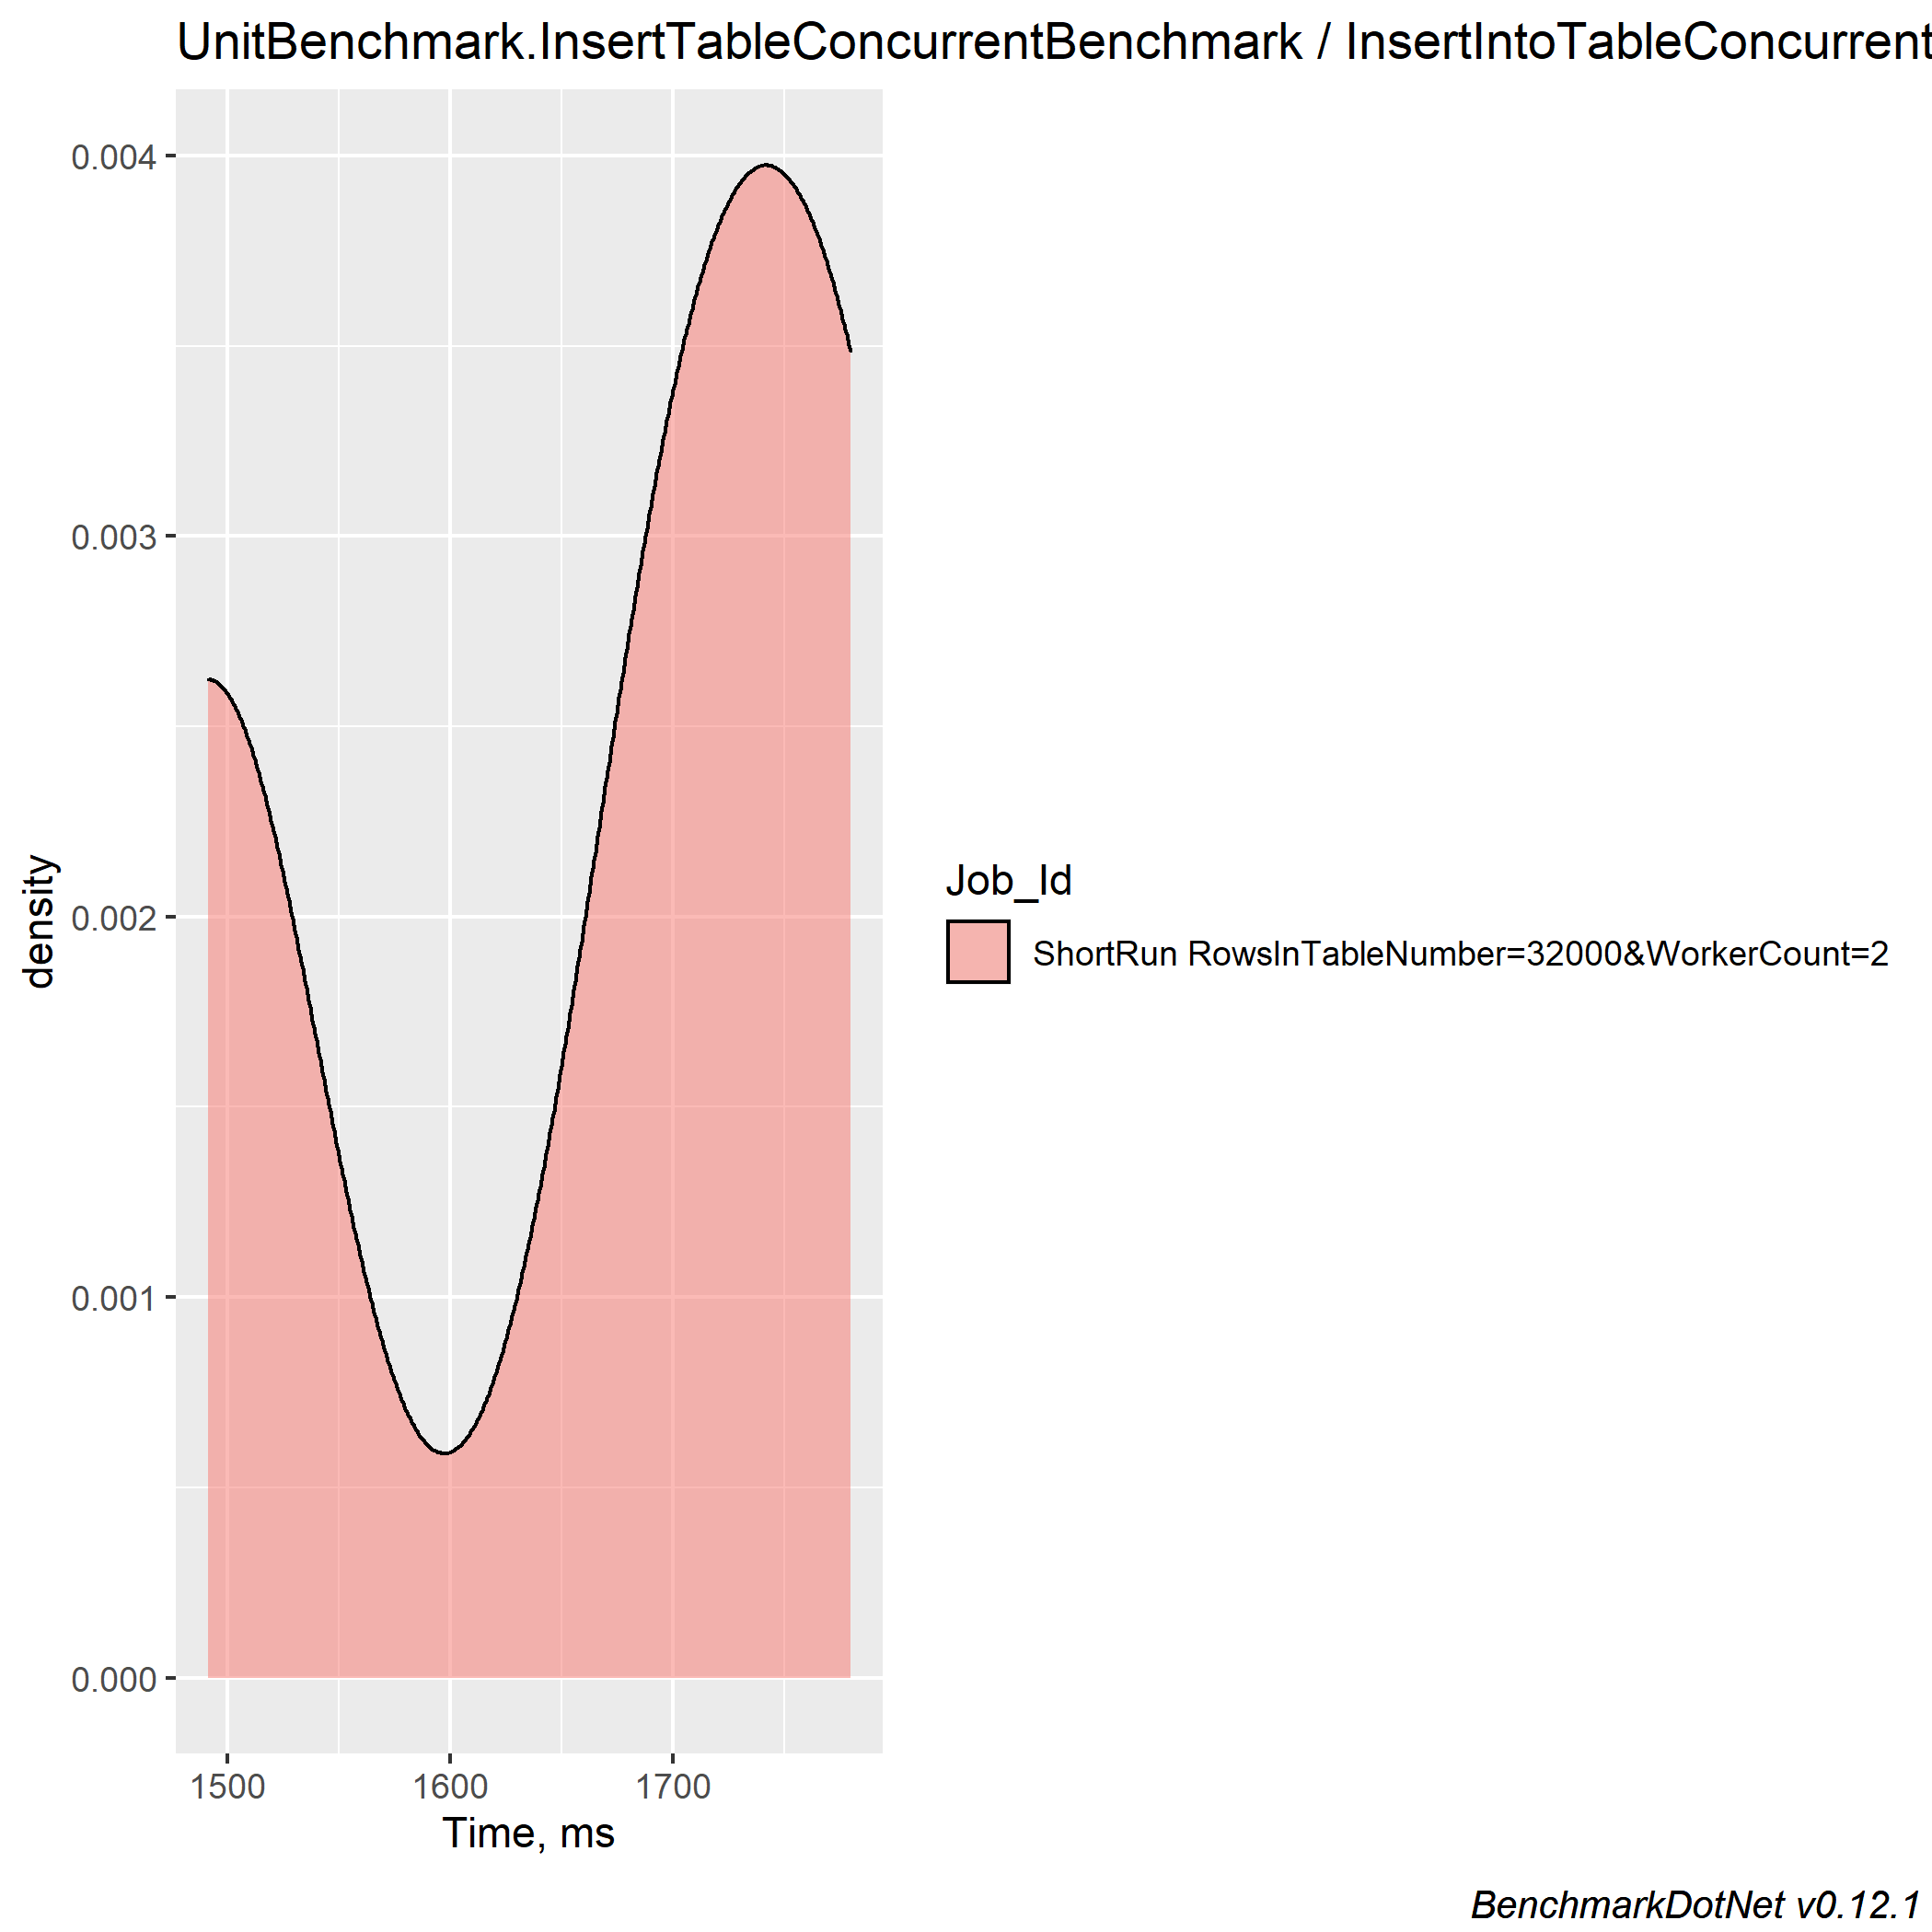 UnitBenchmark.InsertTableConcurrentBenchmark / InsertIntoTableConcurrent
0.004
0.003
0.002
0.001
0.000
density
1500 1600 1700
Time, ms
Job_Id
ShortRun RowsInTableNumber=32000&WorkerCount=2
BenchmarkDotNet v0.12.1